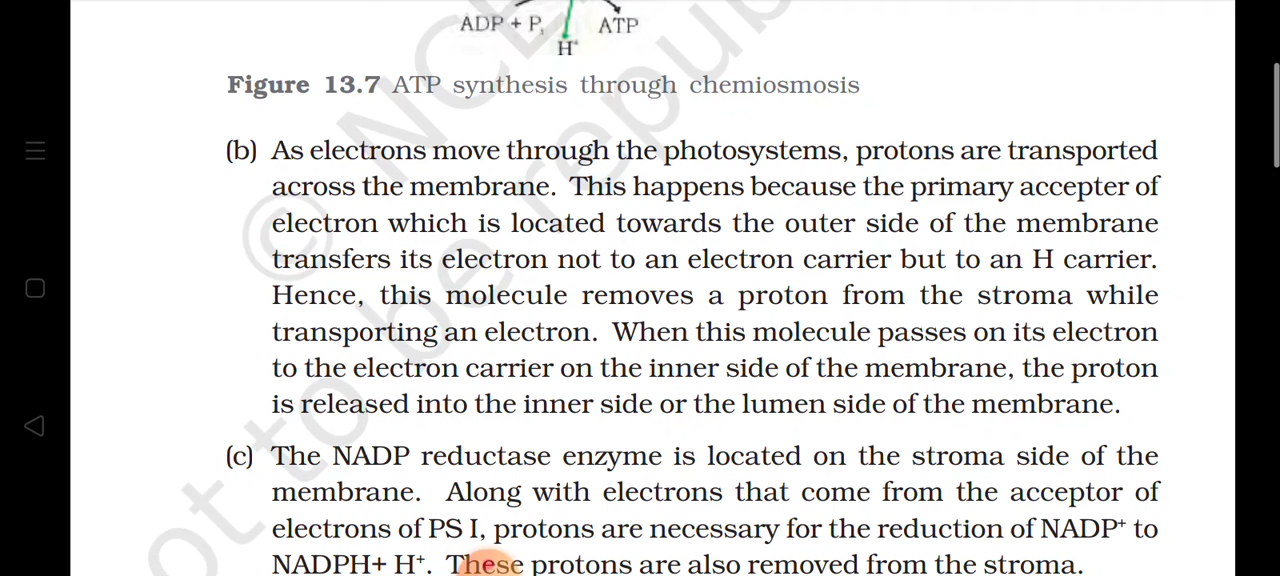 ADP + Pi ATP
H+
Figure 13.7 ATP synthesis through chemiosmosis
(b) As electrons move through the photosystems, protons are transported
across the membrane. This happens because the primary accepter of
electron which is located towards the outer side of the membrane
transfers its electron not to an electron carrier but to an H carrier.
Hence, this molecule removes a proton from the stroma while
transporting an electron. When this molecule passes on its electron
to the electron carrier on the inner side of the membrane, the proton
is released into the inner side or the lumen side of the membrane.
(c) The NADP reductase enzyme is located on the stroma side of the
membrane. Along with electrons that come from the acceptor of
electrons of PS I, protons are necessary for the reduction of NADP+ to
NADPH+ H+. These protons are also removed from the stroma.
© NCE
not to be repu